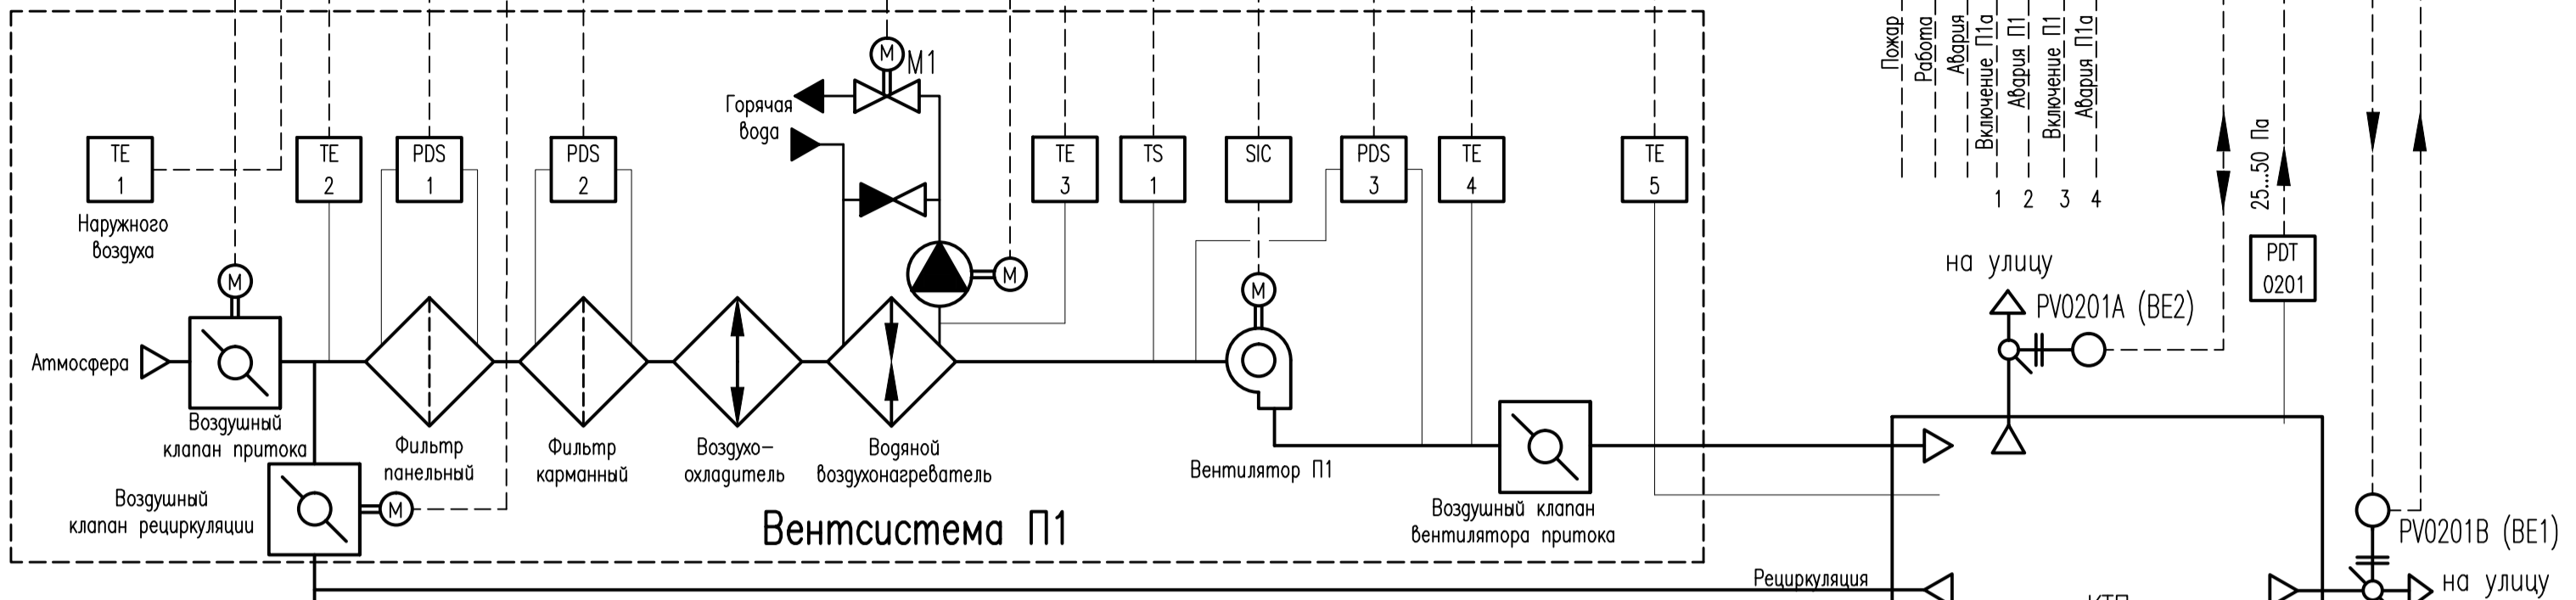 М1
Горячая
вода
TE
1
TE
2
PDS
1
PDS
2
TE
3
TS
1
SIC
PDS
3
TE
4
TE
5
Наружного
воздуха
М
М
М
М
М
Атмосфера
Воздушный
клапан притока
Воздушный
клапан рециркуляции
Фильтр
панельный
Фильтр
карманный
Воздухо-
охладитель
Водяной
воздухонагреватель
Вентилятор П1
Воздушный клапан
вентилятора притока
Вентсистема П1
Рециркуляция
Пожар
Работа
Авария
Включение П1а
Авария П1
Включение П1
Авария П1а
1 2 3 4
25...50 Па
PDT
0201
на улицу
PV0201A (ВЕ2)
PV0201B (ВЕ1)
на улицу